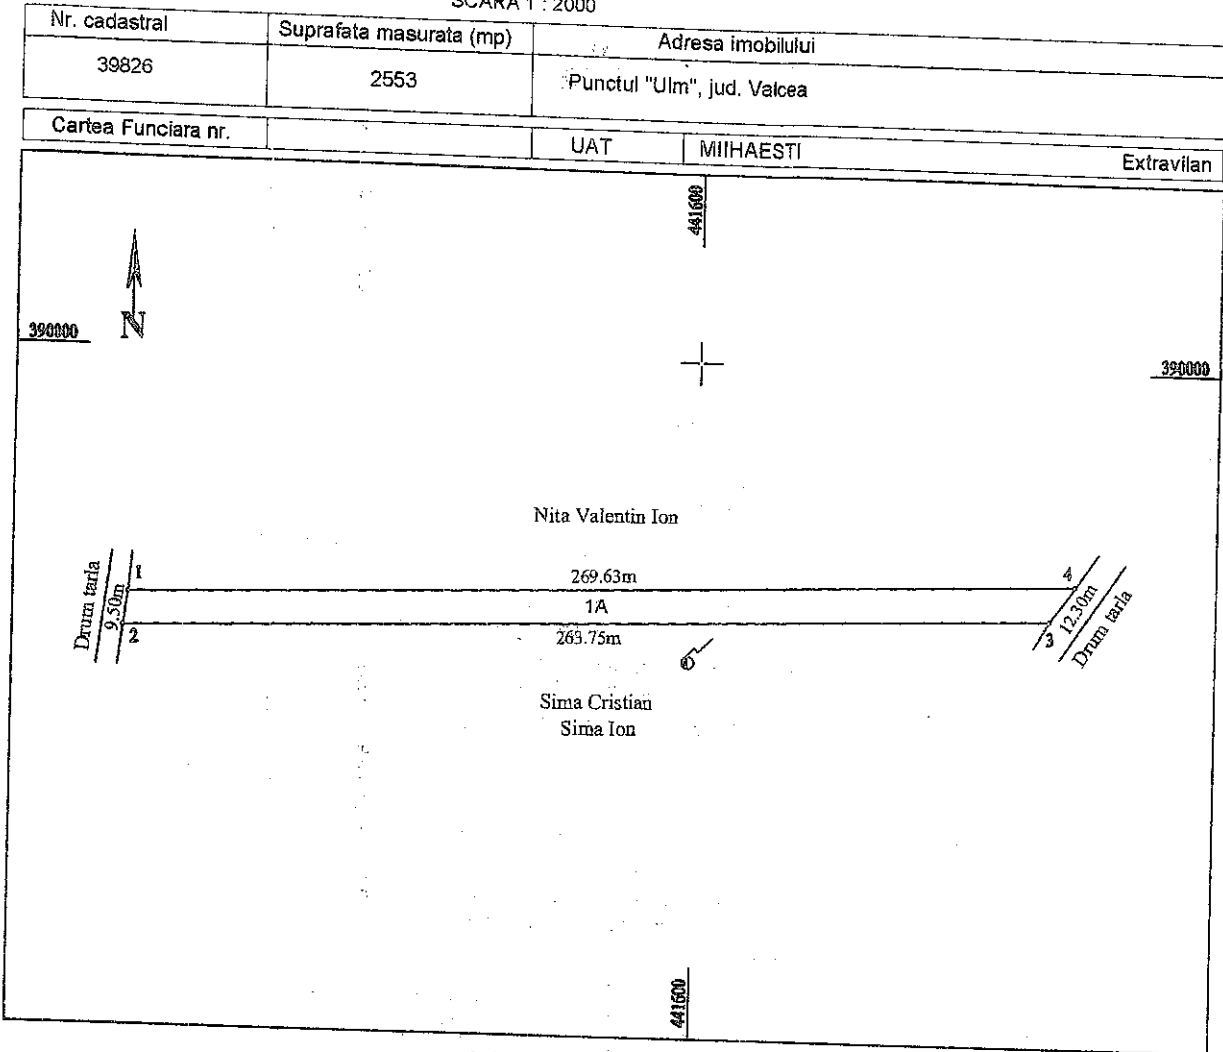 SCARA 1 : 2000
Nr. cadastral
Suprafata masurata (mp)
Adresa imobilului
39826
2553
Punctul "Ulm", jud. Valcea
Cartea Funciara nr.
UAT
MIIHAESTI
Extravilan
441600
N
390000
390000
Nita Valentin Ion
Drum tarla
9.50m
1
269.63m
4
1A
2
263.75m
3
12.30m
Drum tarla
Sima Cristian
Sima Ion
441600